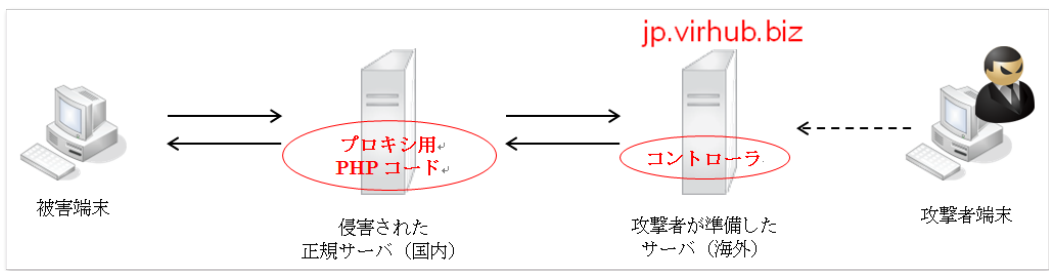 jp.virhub.biz
プロキシ用
PHP コード
コントローラ
被害端末
侵害された
正規サーバ（国内）
攻撃者が準備した
サーバ（海外）
攻撃者端末